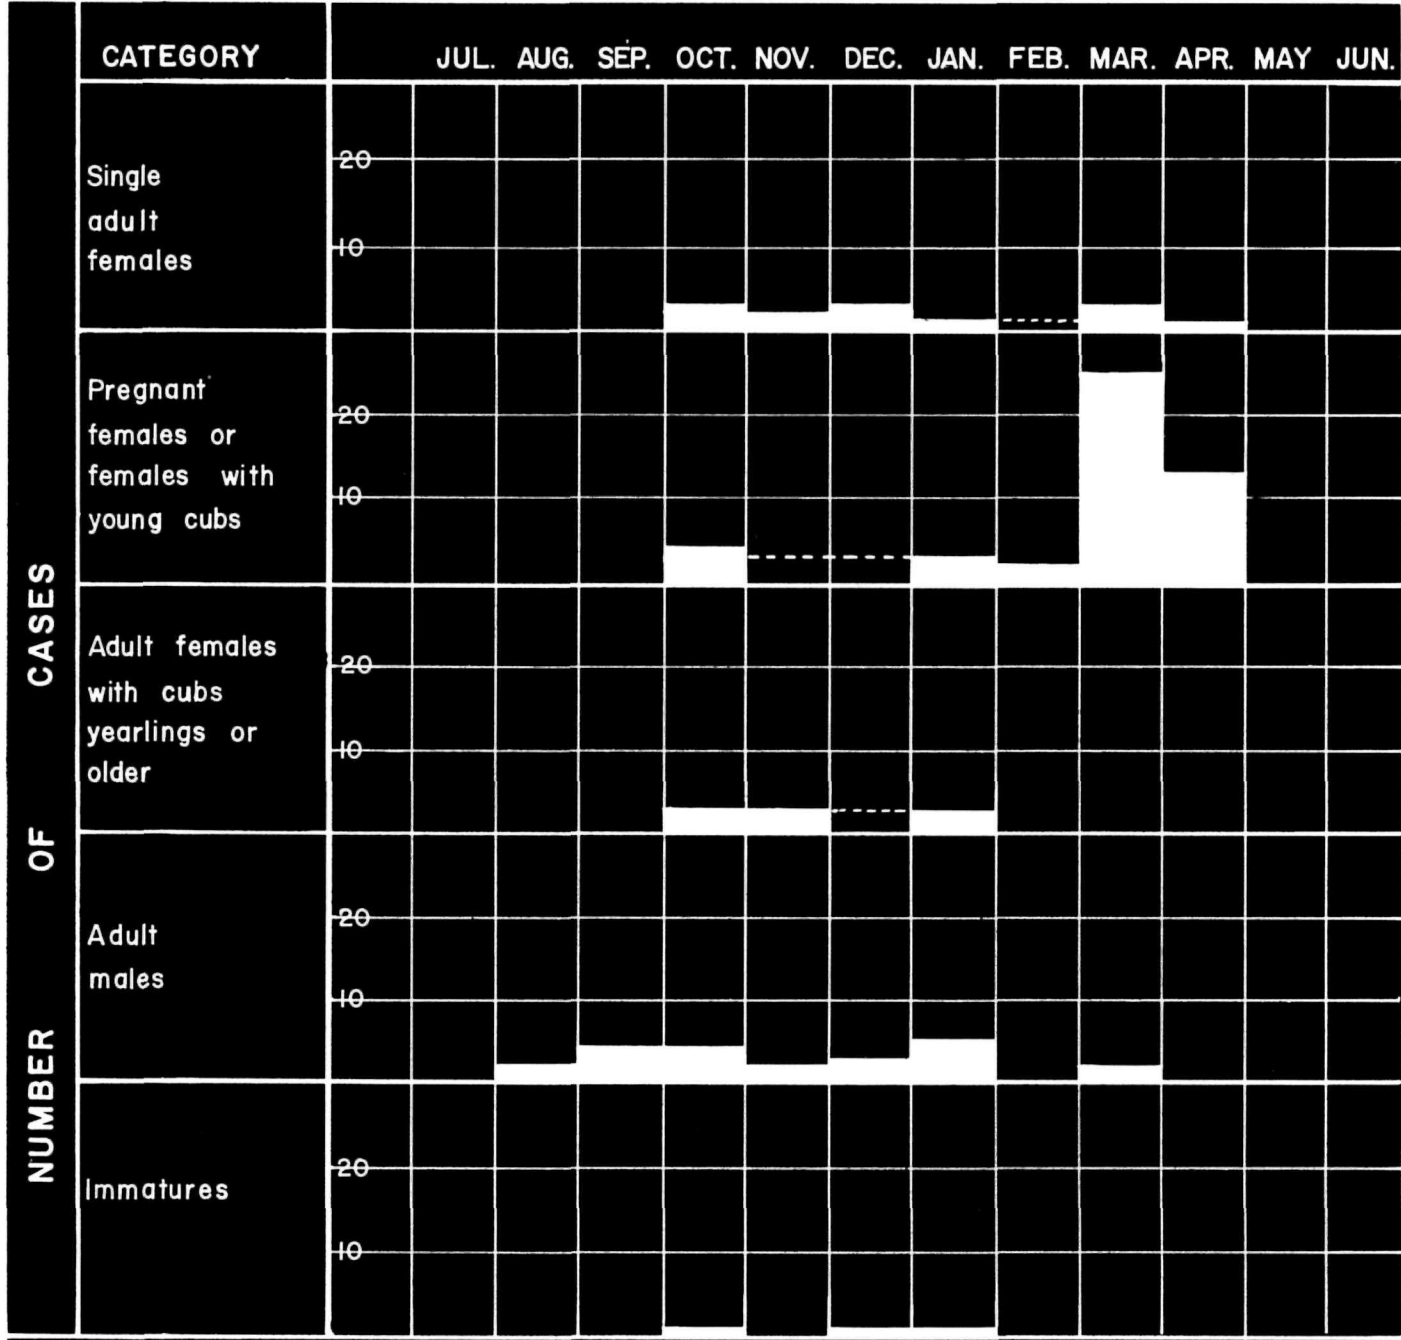 CATEGORY JUL. AUG. SEP. OCT. NOV. DEC. JAN. FEB. MAR. APR. MAY JUN.
NUMBER OF CASES
Single
adult
females
20
10
Pregnant
females or
females with
young cubs
20
10
Adult females
with cubs
yearlings or
older
20
10
Adult
males
20
10
Immatures
20
10